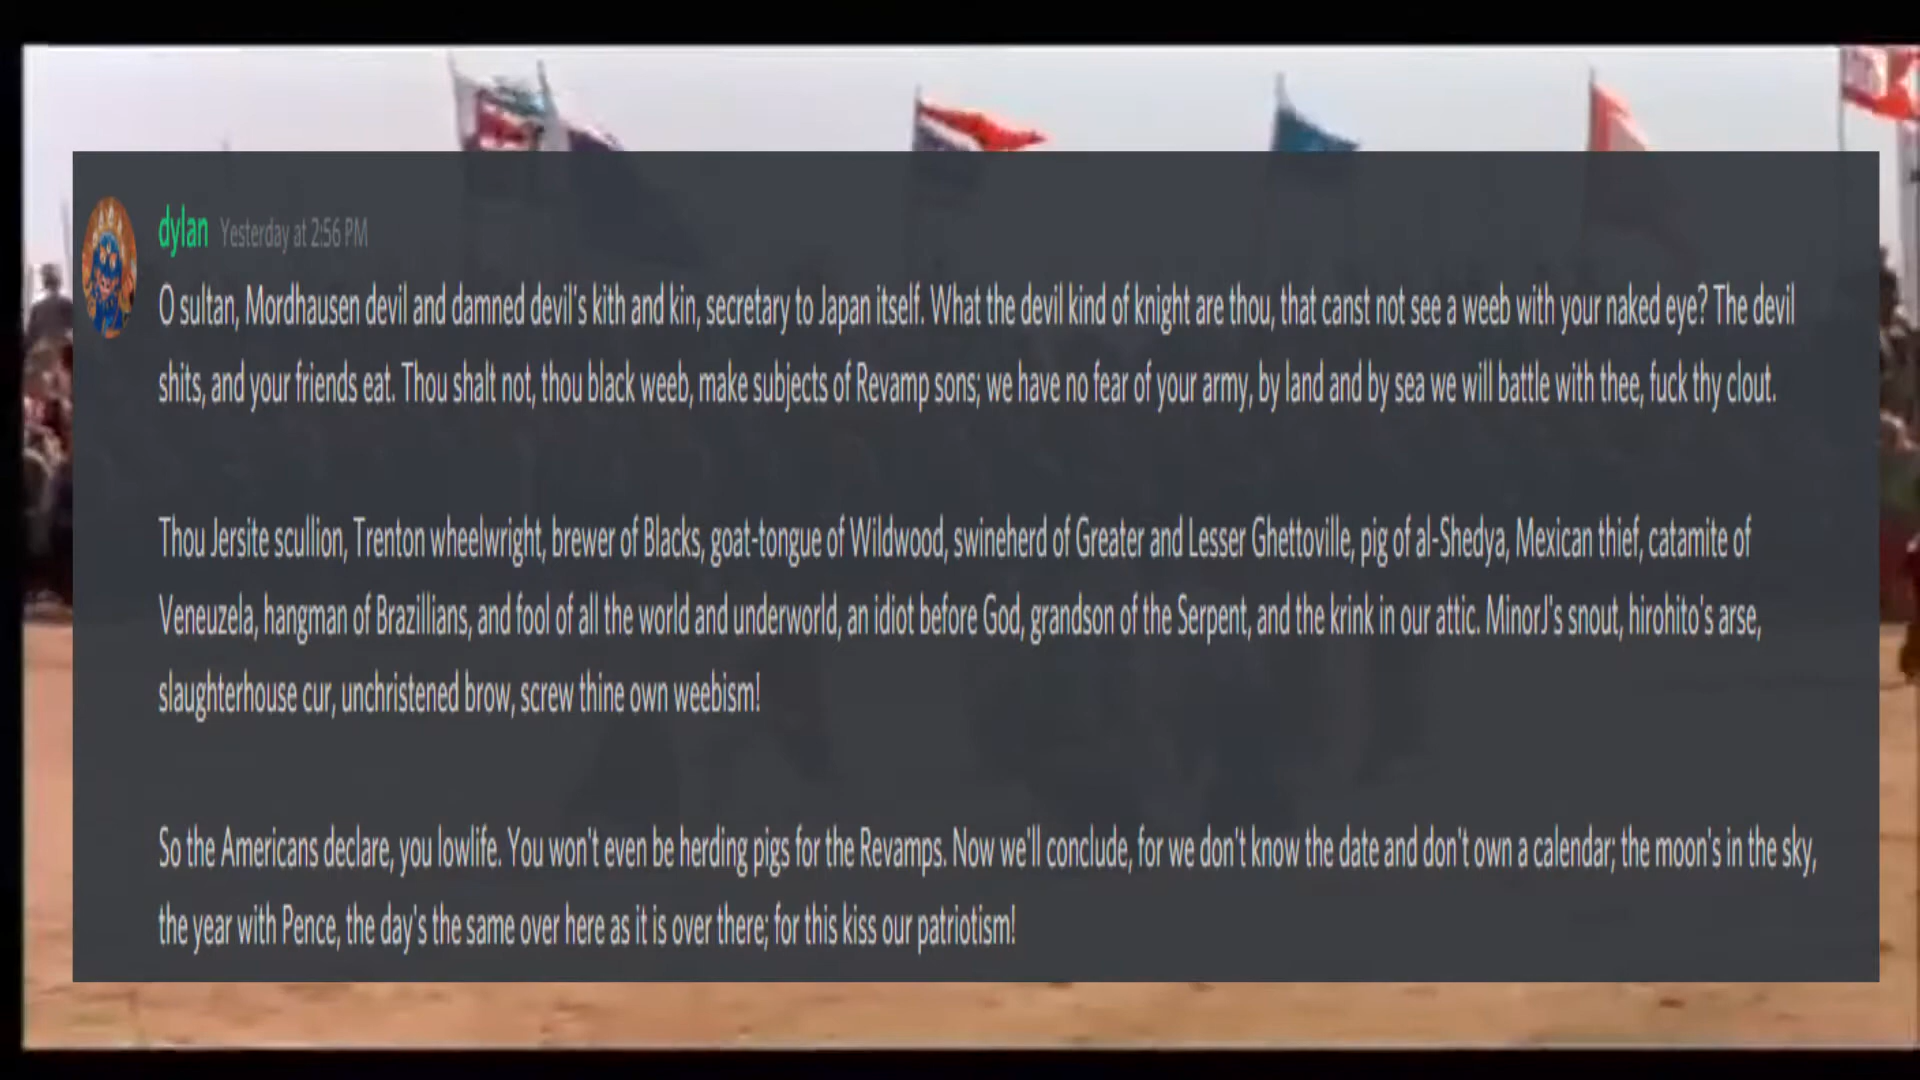 dylan Yesterday at 2:56 PM
O sultan, Mordhausen devil and damned devil's kith and kin, secretary to Japan itself. What the devil kind of knight are thou, that canst not see a weeb with your naked eye? The devil
shits, and your friends eat. Thou shalt not, thou black weeb, make subjects of Revamp sons; we have no fear of your army, by land and by sea we will battle with thee, fuck thy clout.
Thou Jersite scullion, Trenton wheelwright, brewer of Blacks, goat-tongue of Wildwood, swineherd of Greater and Lesser Ghettoville, pig of al-Shedya, Mexican thief, catamite of
Veneuzela, hangman of Brazillians, and fool of all the world and underworld, an idiot before God, grandson of the Serpent, and the krink in our attic. MinorJ's snout, hirohito's arse,
slaughterhouse cur, unchristened brow, screw thine own weebism!
So the Americans declare, you lowlife. You won't even be herding pigs for the Revamps. Now we'll conclude, for we don't know the date and don't own a calendar; the moon's in the sky,
the year with Pence, the day's the same over here as it is over there; for this kiss our patriotism!